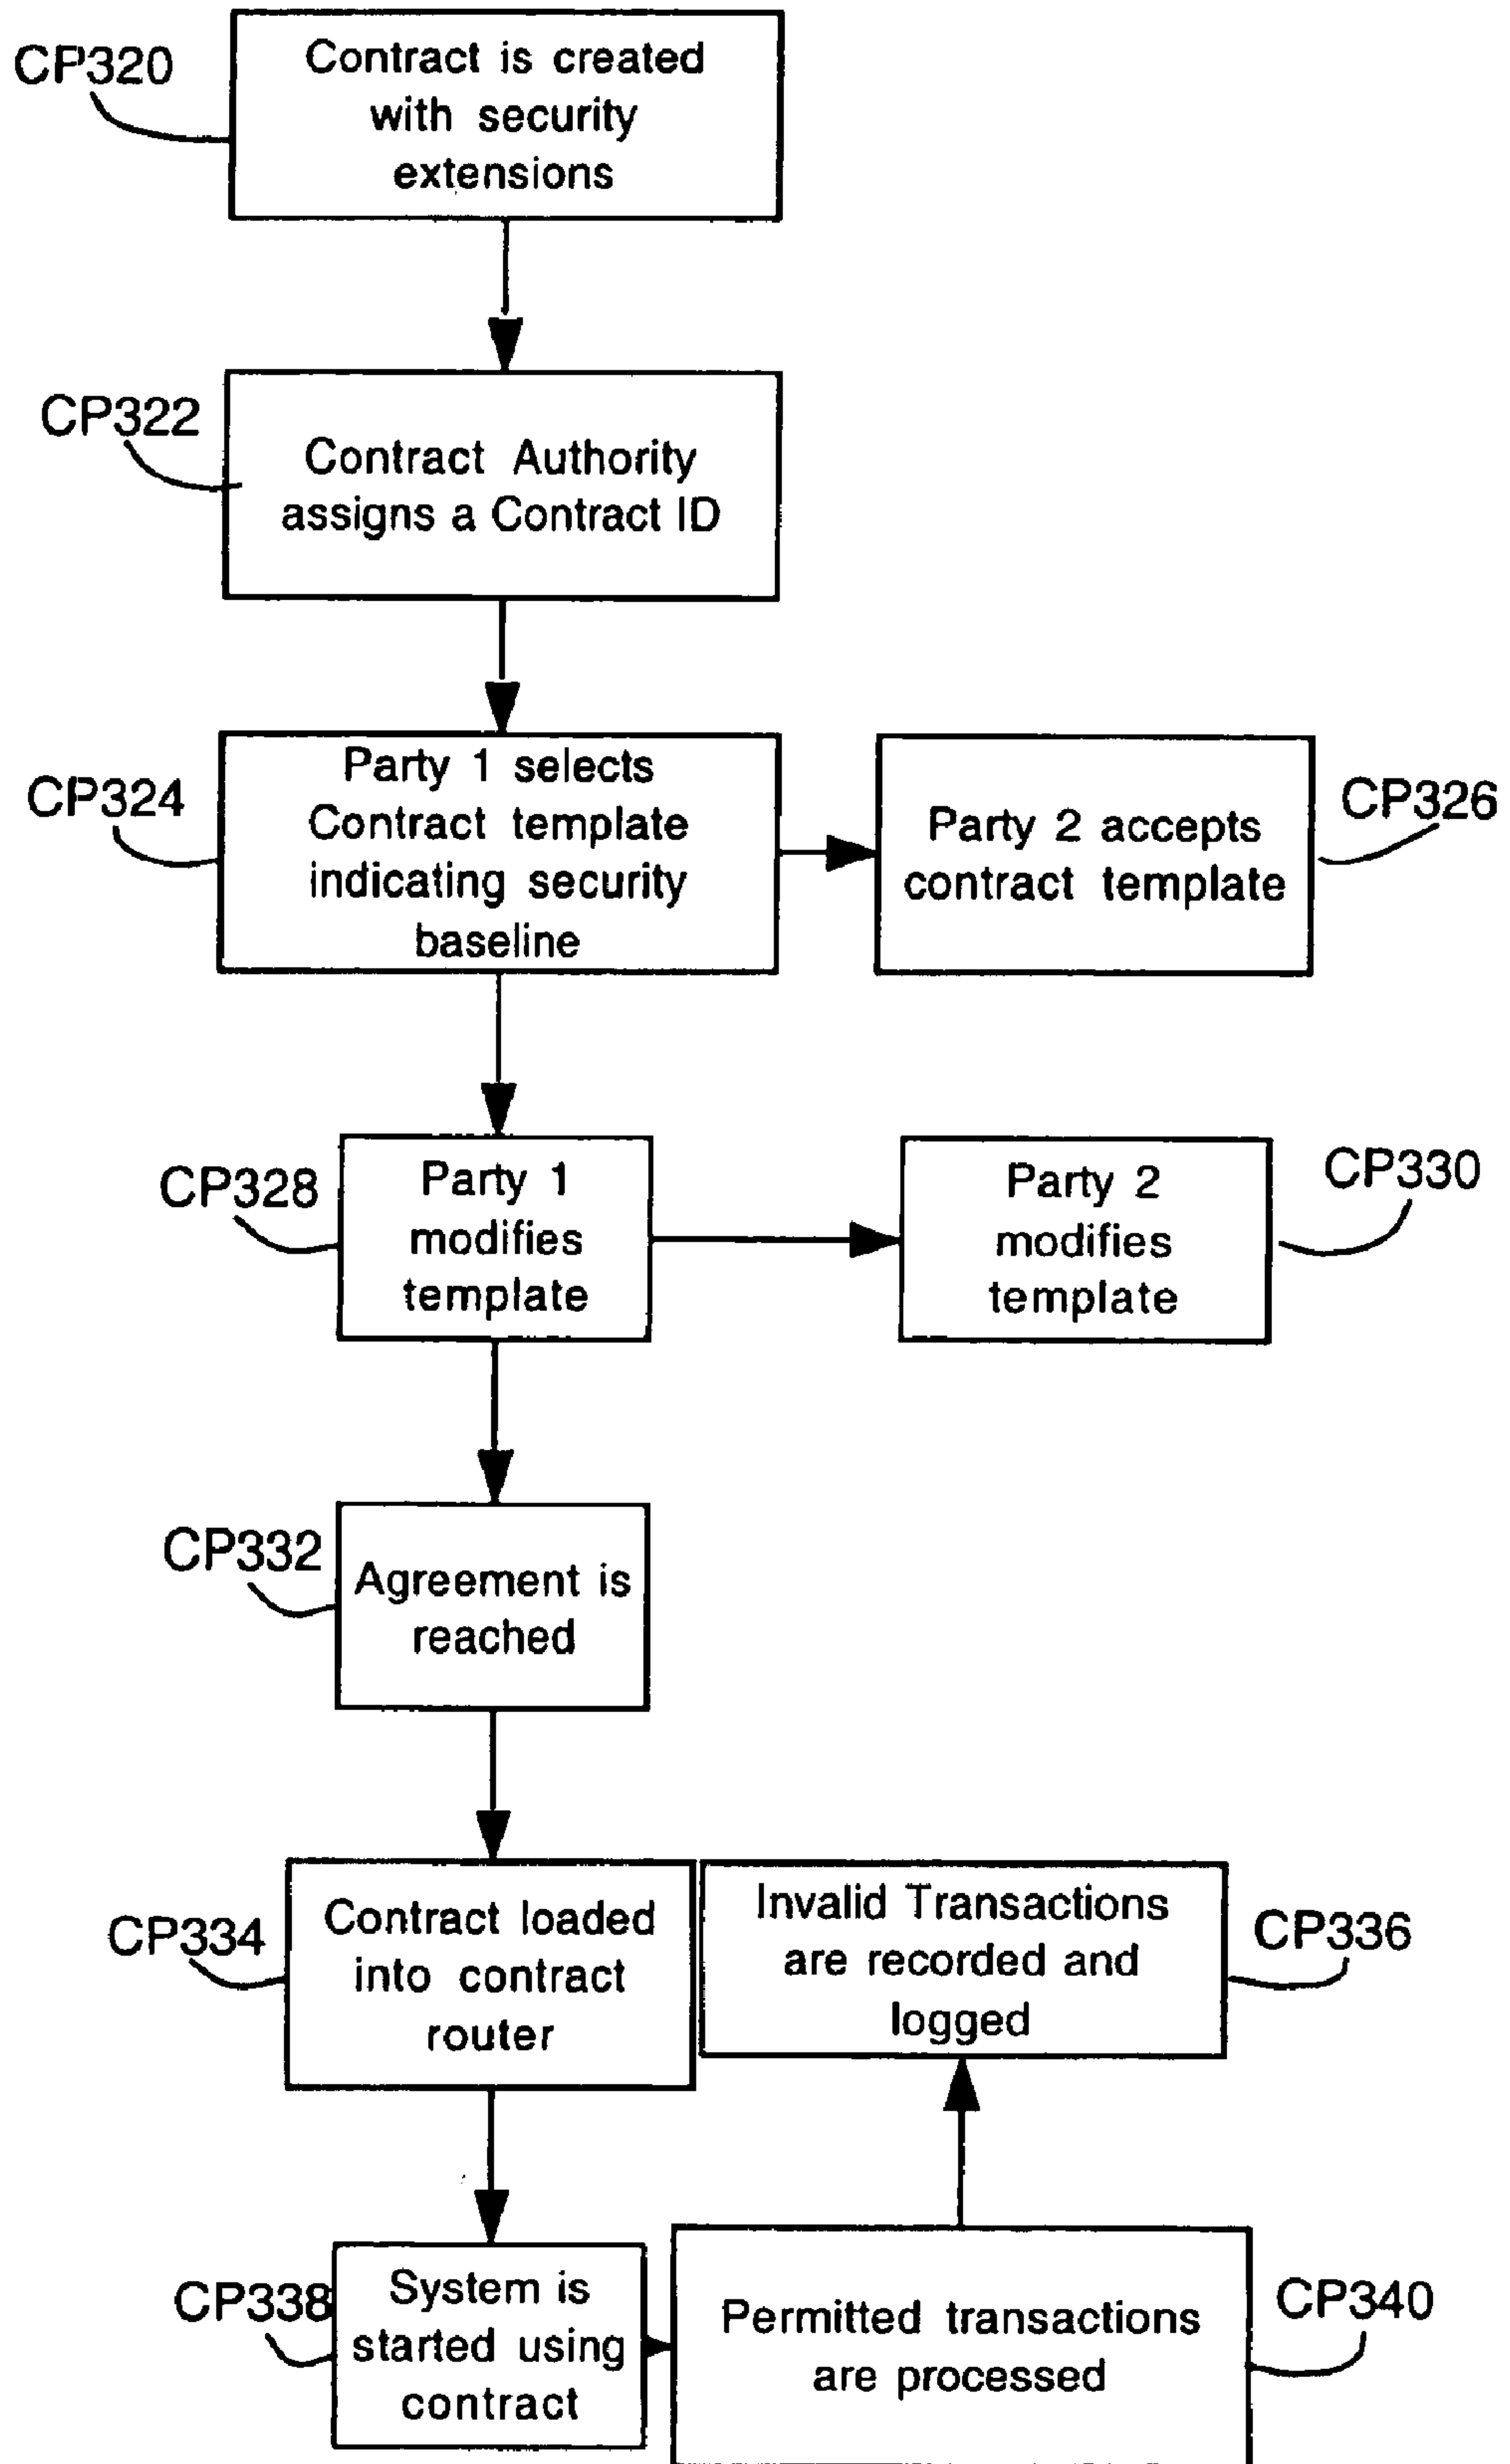 CP320
Contract is created
with security
extensions
CP322
Contract Authority
assigns a Contract ID
CP324
Party 1 selects
Contract template
indicating security
baseline
Party 2 accepts
contract template
CP326
CP328
Party 1
modifies
template
Party 2
modifies
template
CP330
CP332
Agreement is
reached
CP334
Contract loaded
into contract
router
Invalid Transactions
are recorded and
logged
CP336
CP338
System is
started using
contract
Permitted transactions
are processed
CP340